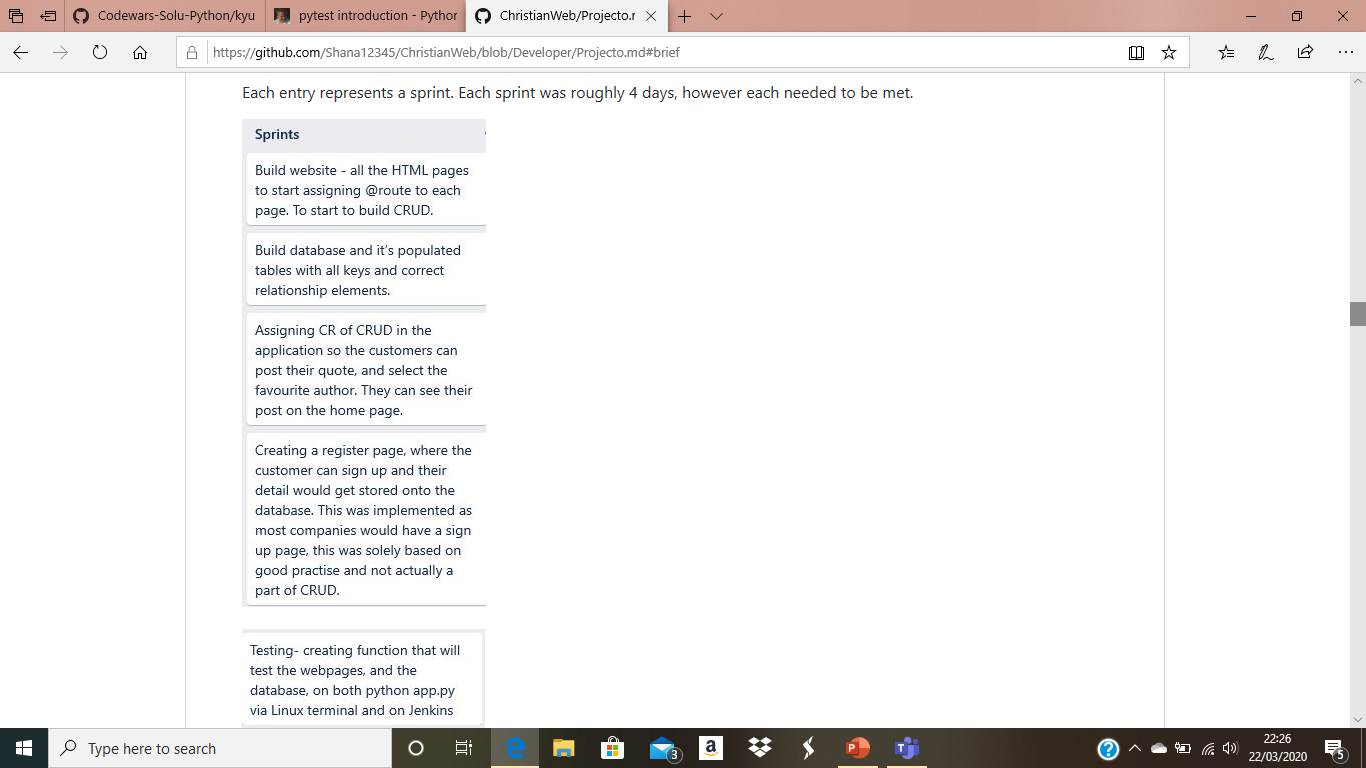 Codewars-Solu-Python/kyu
pytest introduction - Python
ChristianWeb/Projecto.r
https://github.com/Shana12345/ChristianWeb/blob/Developer/Projecto.md#brief
Each entry represents a sprint. Each sprint was roughly 4 days, however each needed to be met.
Sprints
Build website - all the HTML pages
to start assigning @route to each
page. To start to build CRUD.
Build database and it's populated
tables with all keys and correct
relationship elements.
Assigning CR of CRUD in the
application so the customers can
post their quote, and select the
favourite author. They can see their
post on the home page.
Creating a register page, where the
customer can sign up and their
detail would get stored onto the
database. This was implemented as
most companies would have a sign
up page, this was solely based on
good practise and not actually a
part of CRUD.
Testing- creating function that will
test the webpages, and the
database, on both python app.py
via Linux terminal and on Jenkins
Type here to search
3
22:26
22/03/2020
5